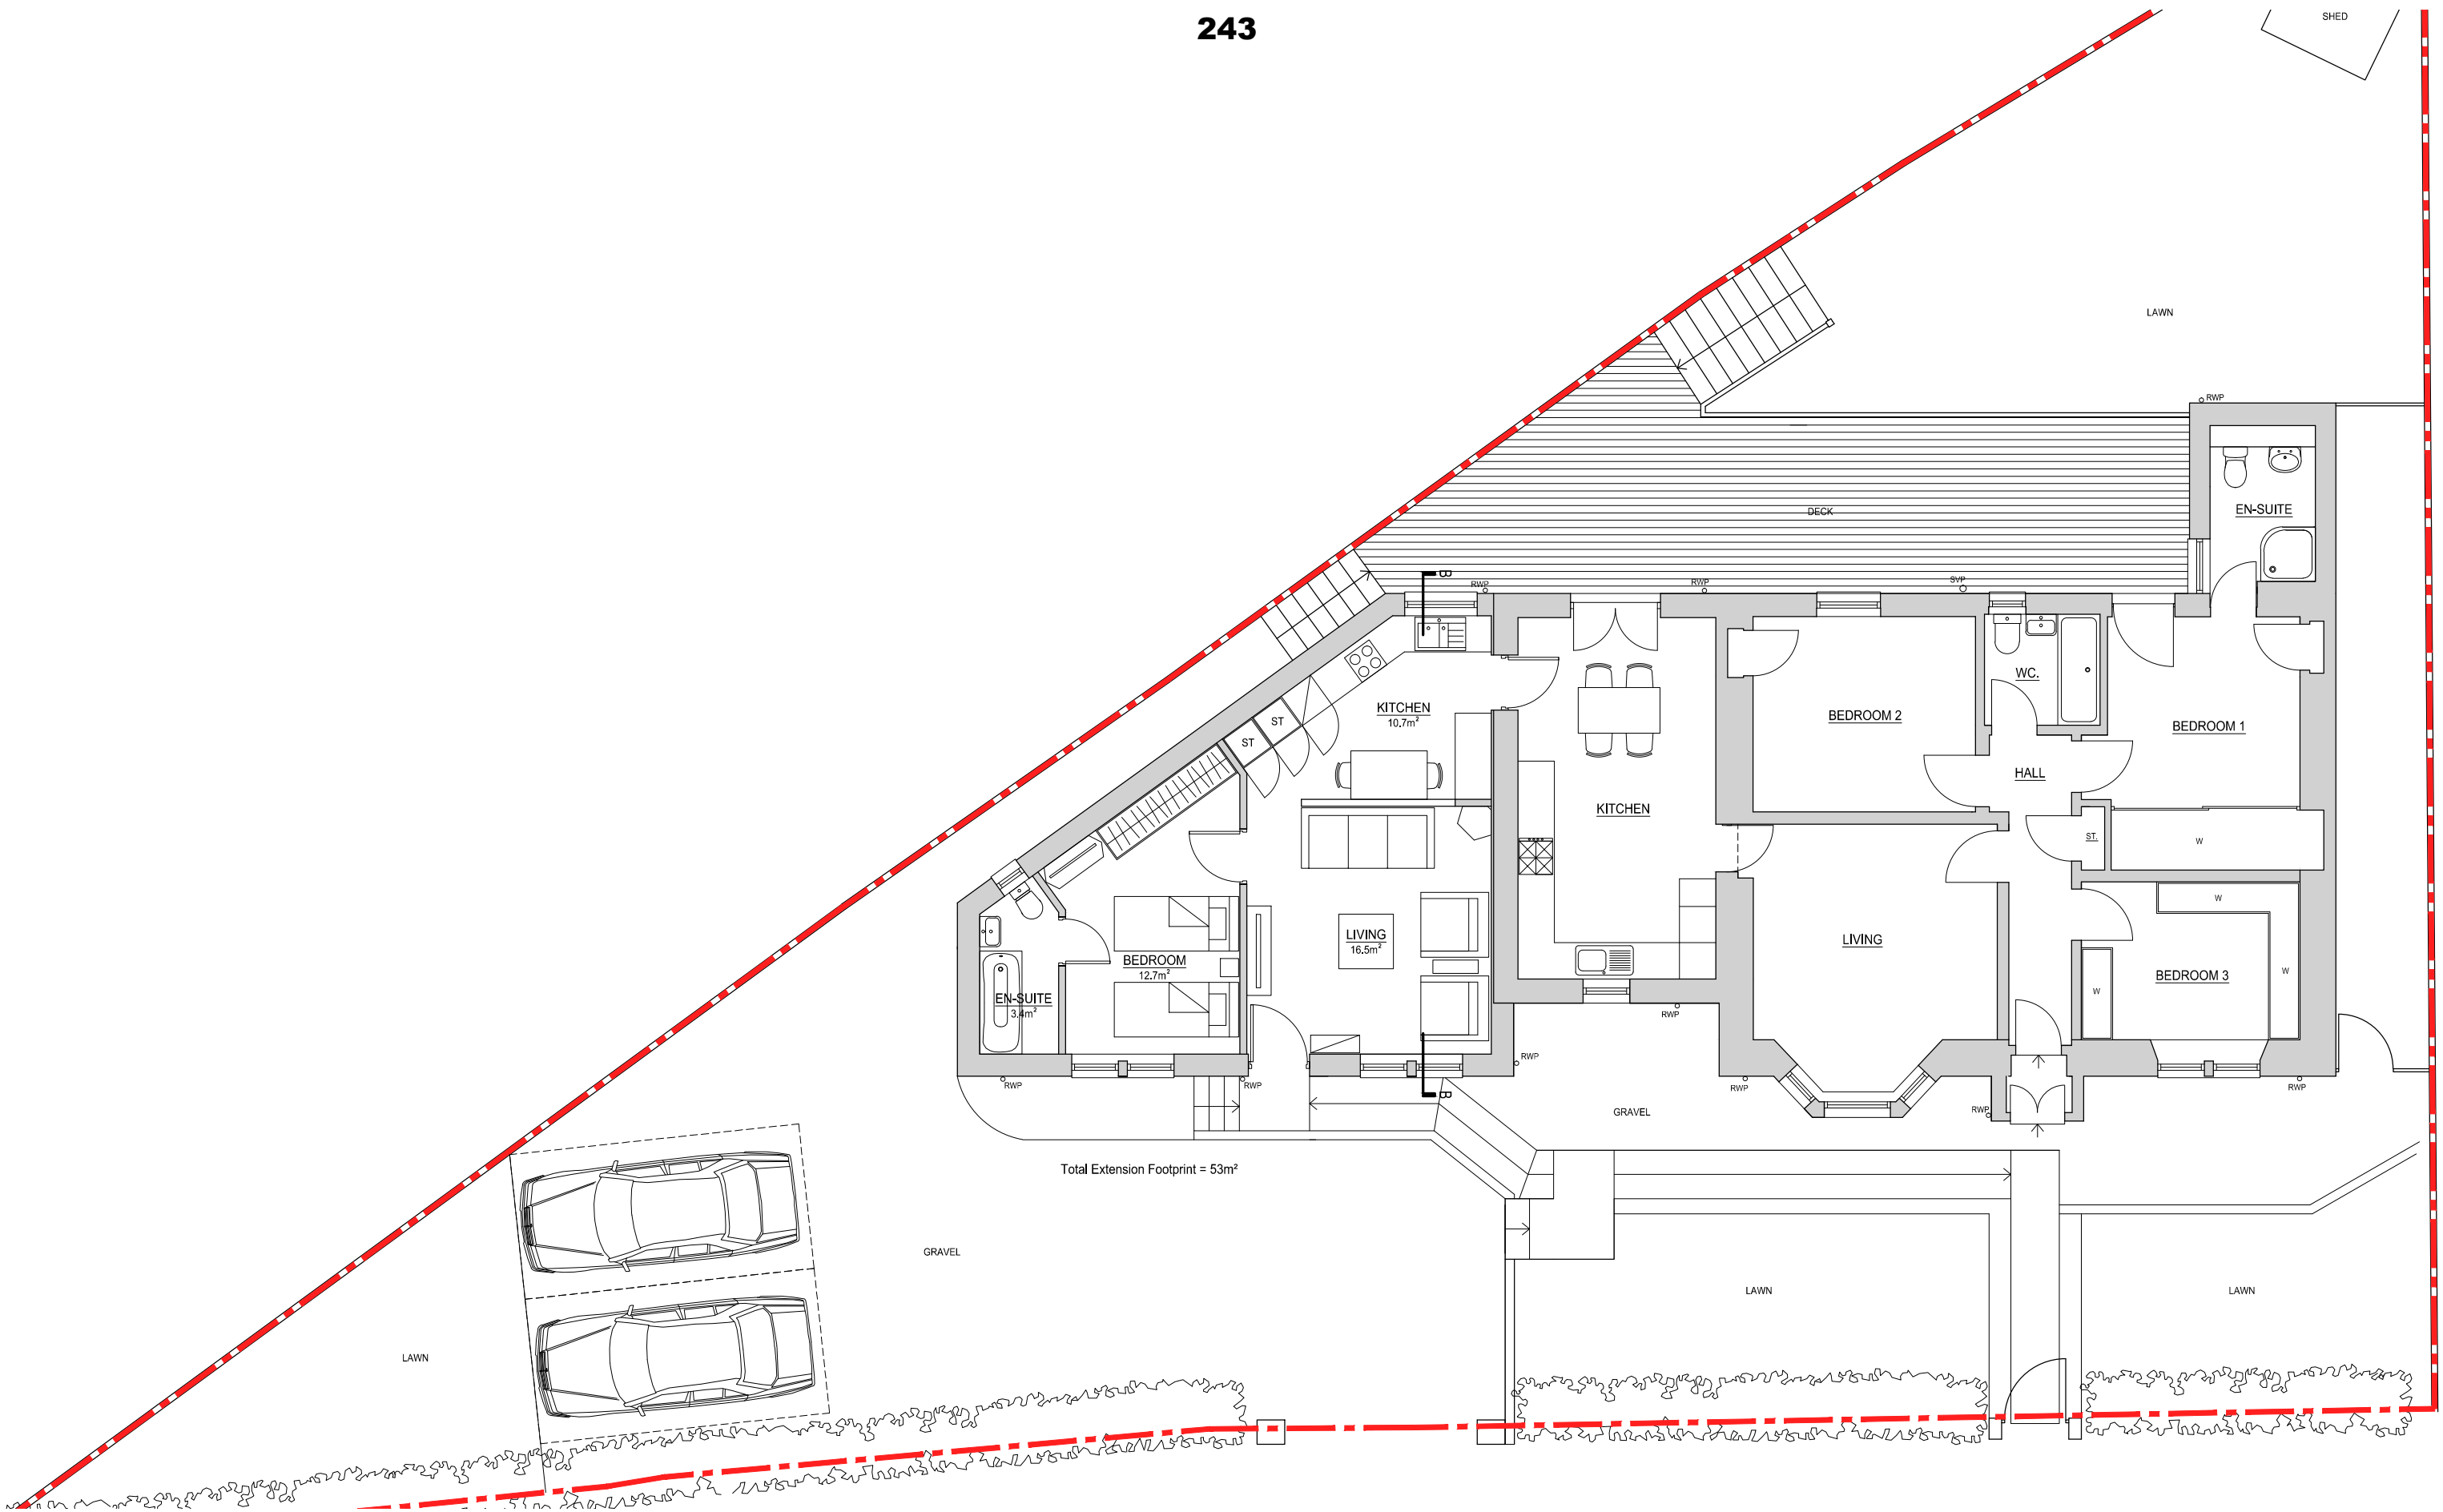 243
SHED
LAWN
RWP
EN-SUITE
DECK
B
RWP
RWP
SVP
WC.
KITCHEN
10.7m²
ST
ST
BEDROOM 2
BEDROOM 1
HALL
KITCHEN
ST.
W
W
LIVING
16.5m²
LIVING
BEDROOM
12.7m²
BEDROOM 3
W
W
EN-SUITE
3.4m²
RWP
RWP
RWP
RWP
RWP
RWP
RWP
B
GRAVEL
RWP
Total Extension Footprint = 53m²
GRAVEL
LAWN
LAWN
LAWN